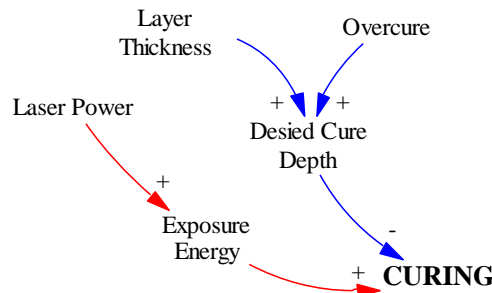 Layer
Thickness
Overcure
+
+
Laser Power
Desied Cure
Depth
+
Exposure
Energy
-
+
CURING